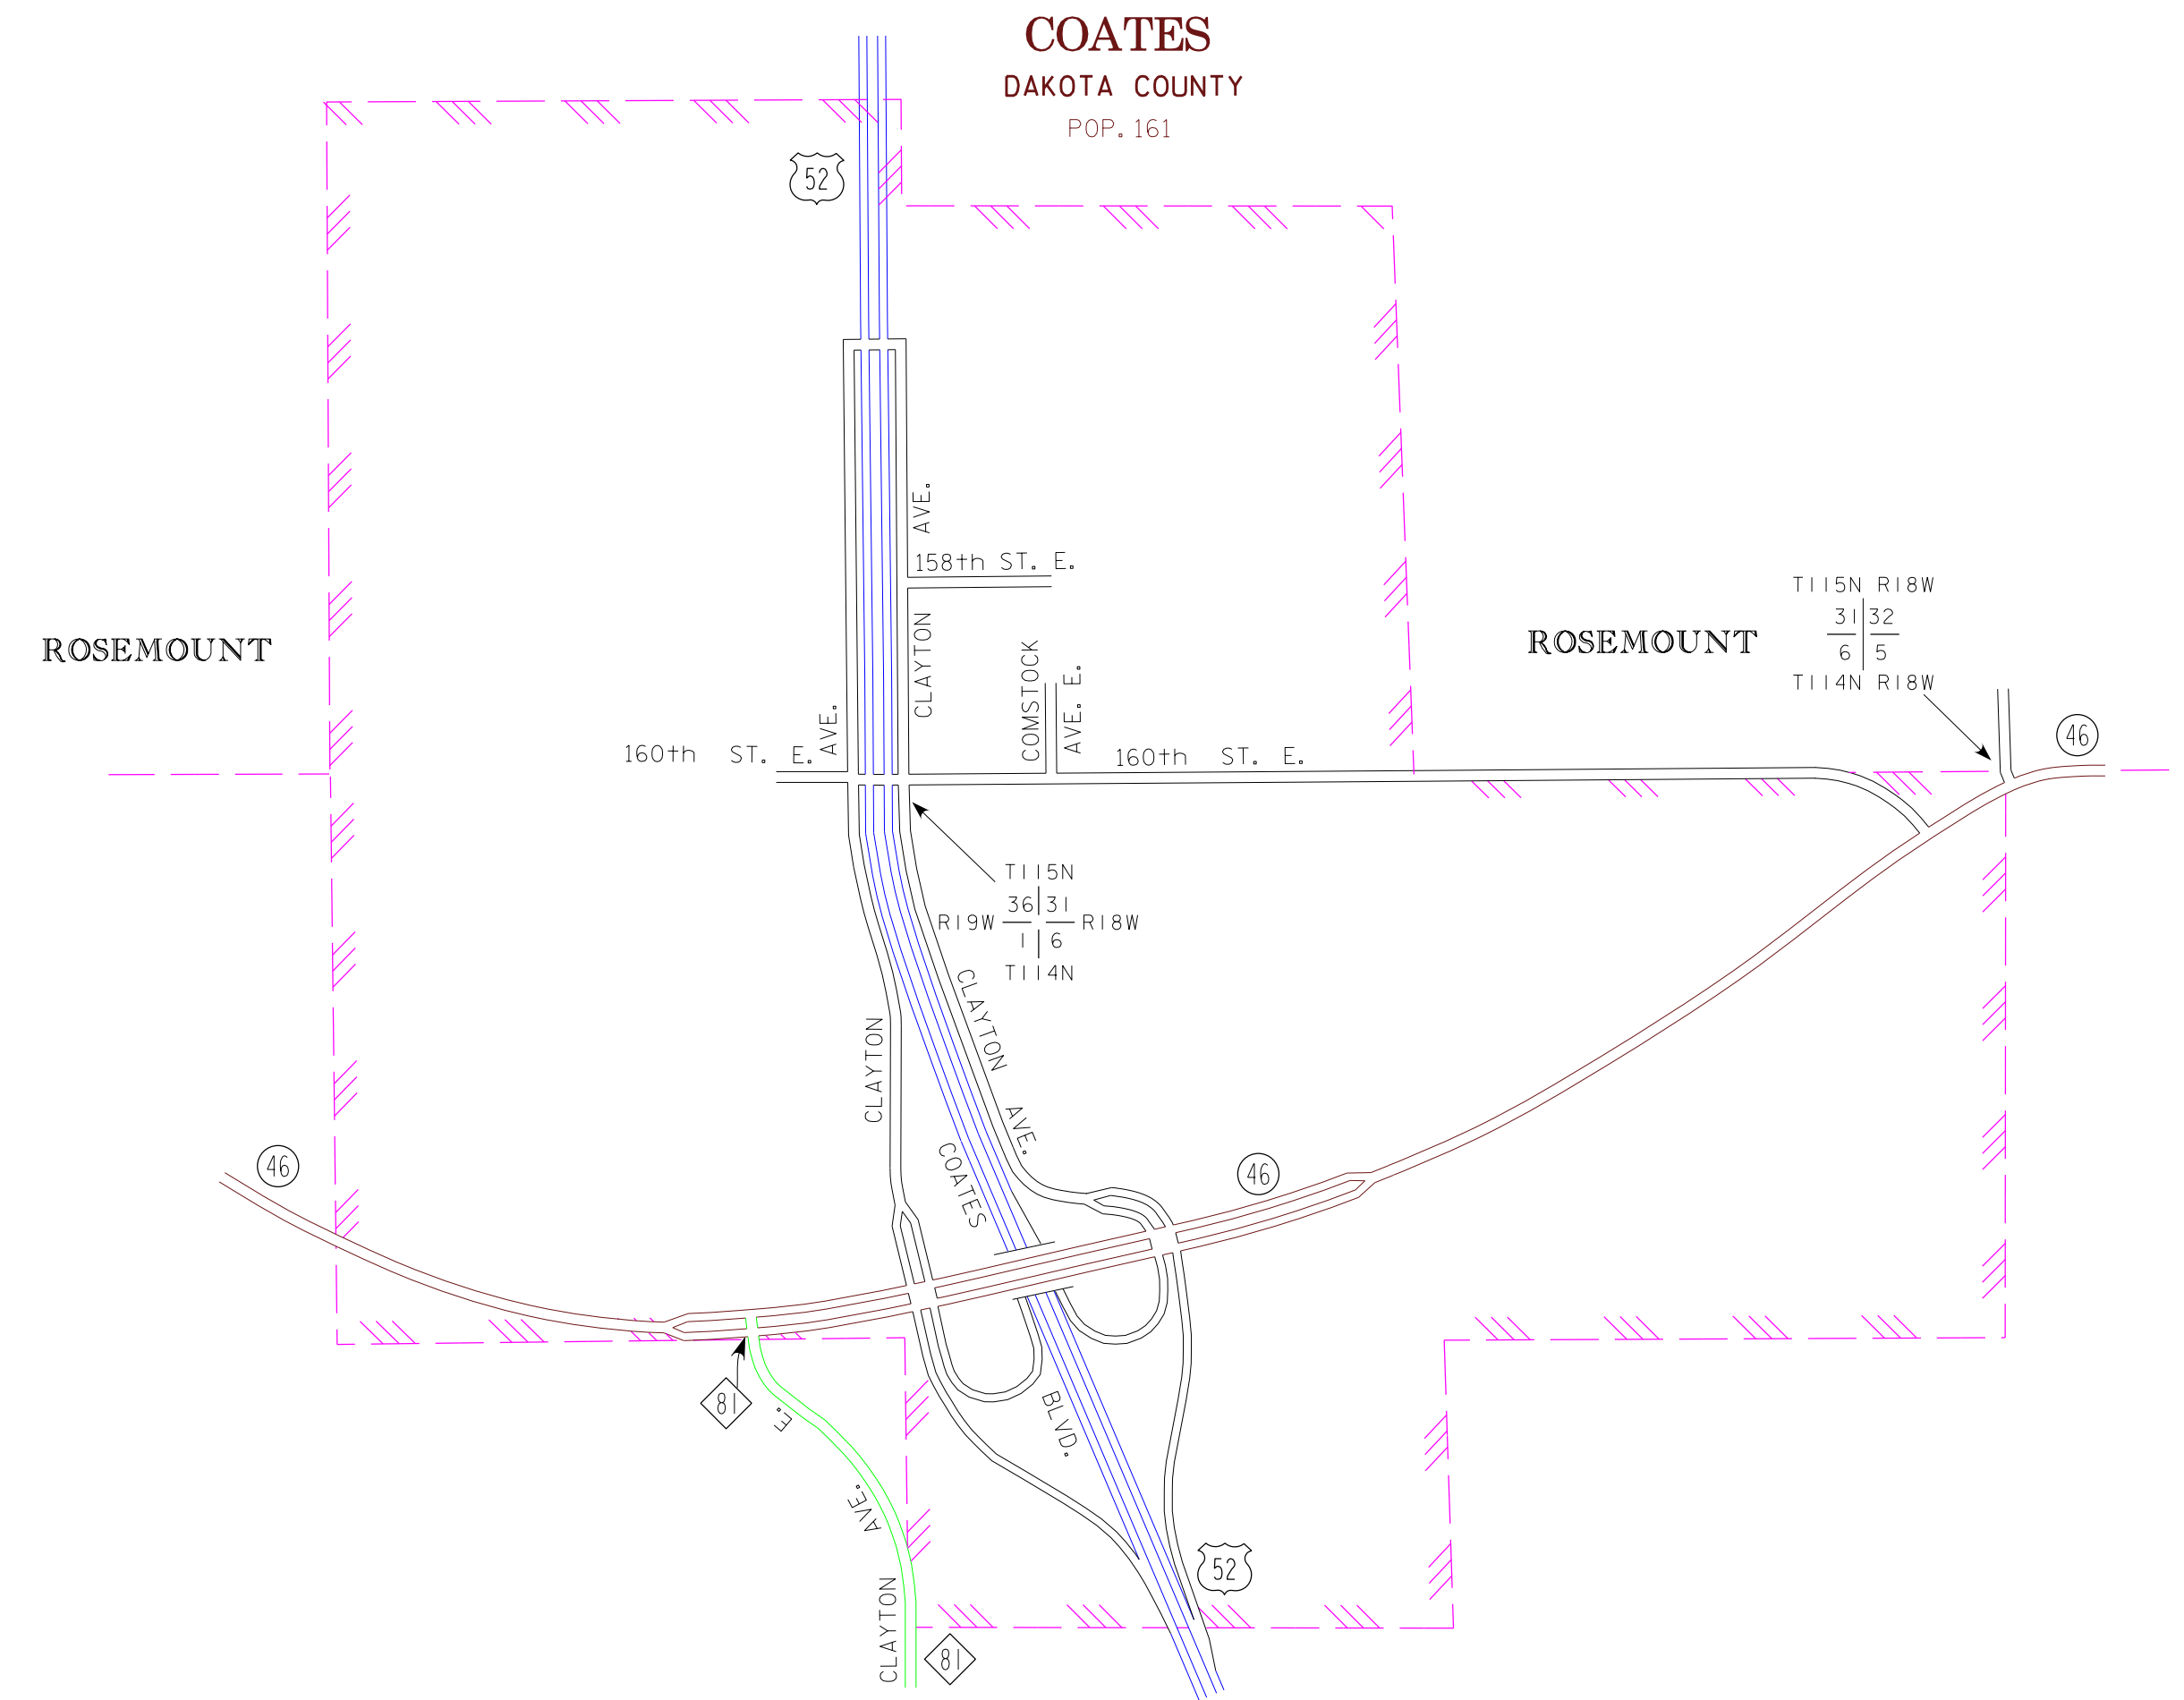 COATES
DAKOTA COUNTY
POP. 161
52
AVE.
158th ST. E.
CLAYTON
COMSTOCK
AVE. E.
T115N R18W
31 32
6 5
T114N R18W
ROSEMOUNT
ROSEMOUNT
AVE.
160th ST. E.
160th ST. E.
46
T115N
36 31
R19W R18W
1 6
T114N
CLAYTON
CLAYTON
AVE.
COATES
46
46
81
E.
BLVD.
AVE.
52
CLAYTON
81